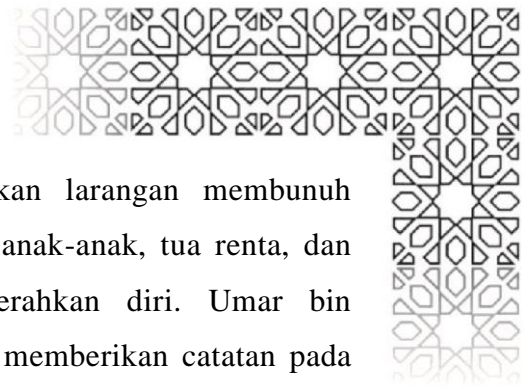 kan larangan membunuh
anak-anak, tua renta, dan
erahkan diri. Umar bin
memberikan catatan pada